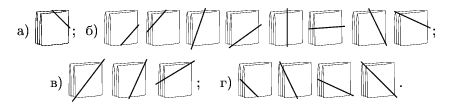 а) ; б) ;
в) ; г) .